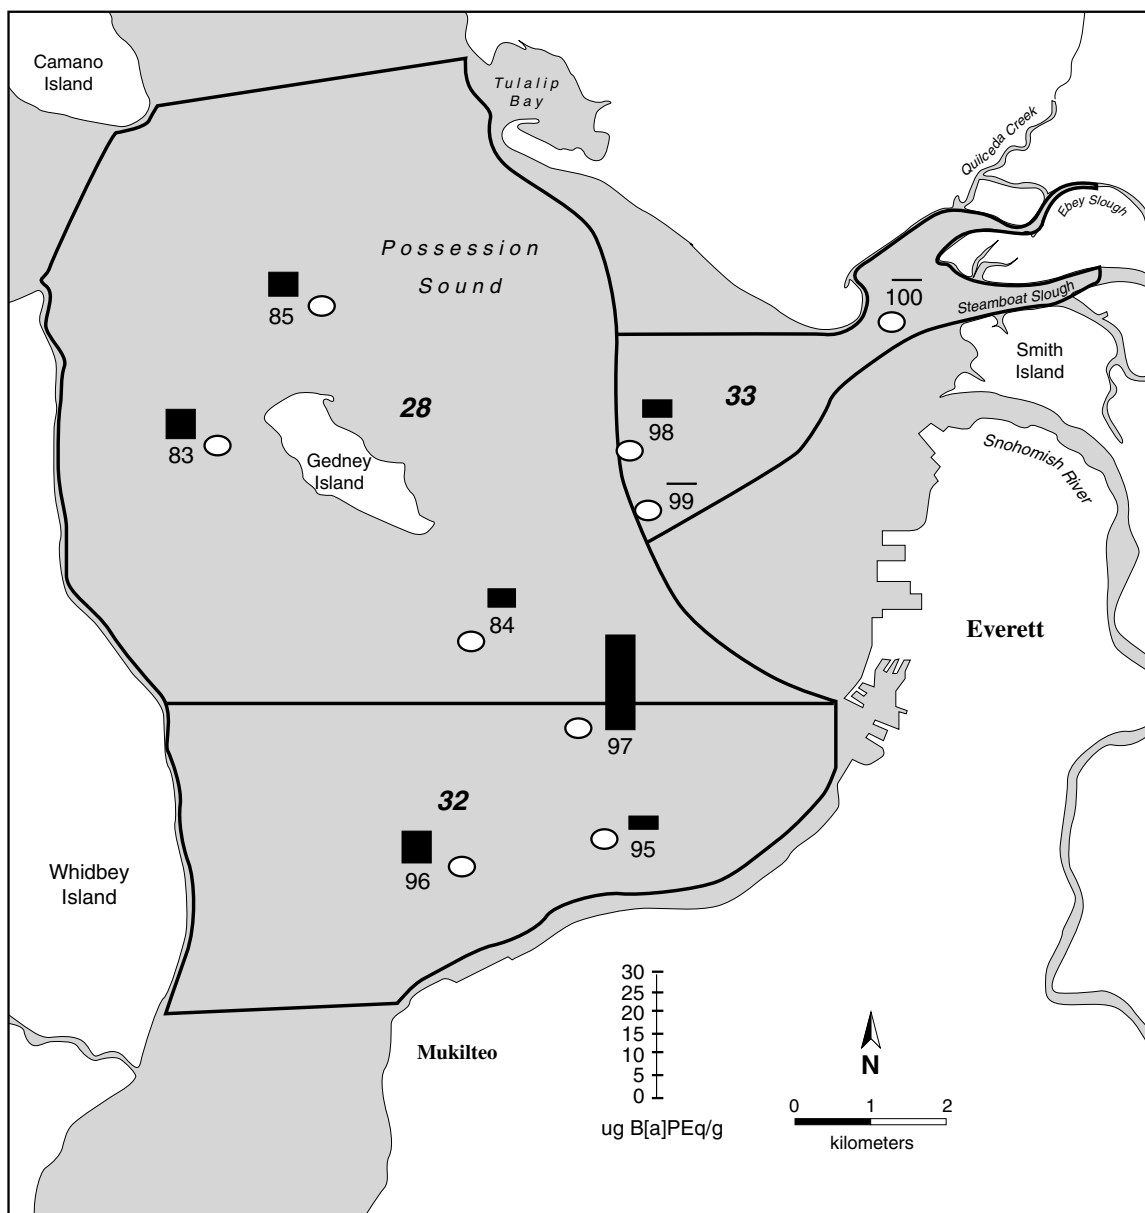 Camano
Island
Tulalip
Bay
Quilceda Creek
Ebey Slough
Possession
Sound
85
100
Steamboat Slough
Smith
Island
28
33
98
83
Gedney
Island
Snohomish River
99
84
Everett
97
32
95
96
Whidbey
Island
30
25
20
15
10
5
0
ug B[a]PEq/g
Mukilteo
N
0 1 2
kilometers